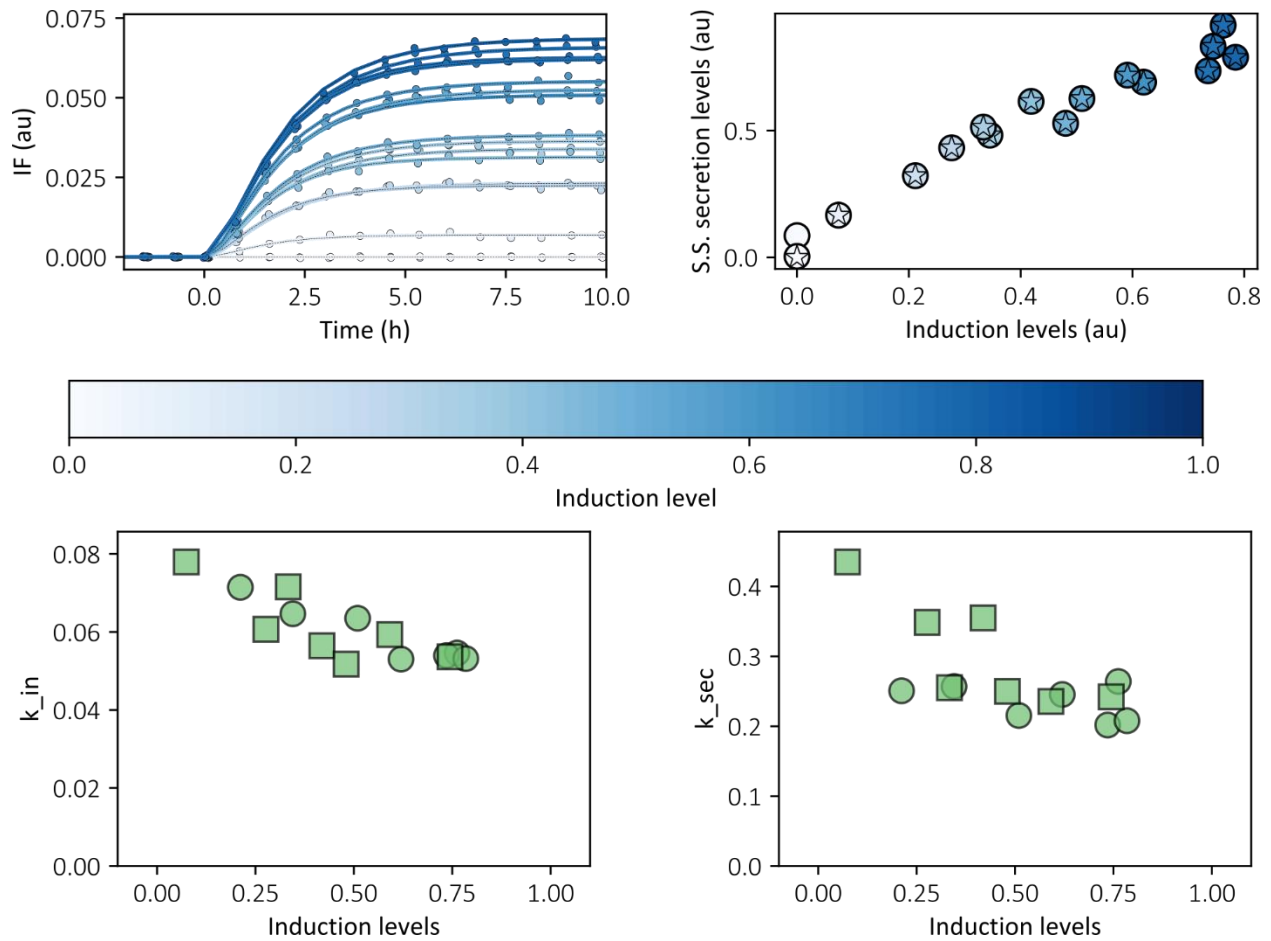 0.075
0.050
0.025
0.000
IF (au)
0.0 2.5 5.0 7.5 10.0
Time (h)
0.5
0.0
S.S. secretion levels (au)
0.0 0.2 0.4 0.6 0.8
Induction levels (au)
0.0 0.2 0.4 0.6 0.8 1.0
Induction level
0.08
0.06
0.04
0.02
0.00
k_in
0.00 0.25 0.50 0.75 1.00
Induction levels
0.4
0.3
0.2
0.1
0.0
k_sec
0.00 0.25 0.50 0.75 1.00
Induction levels